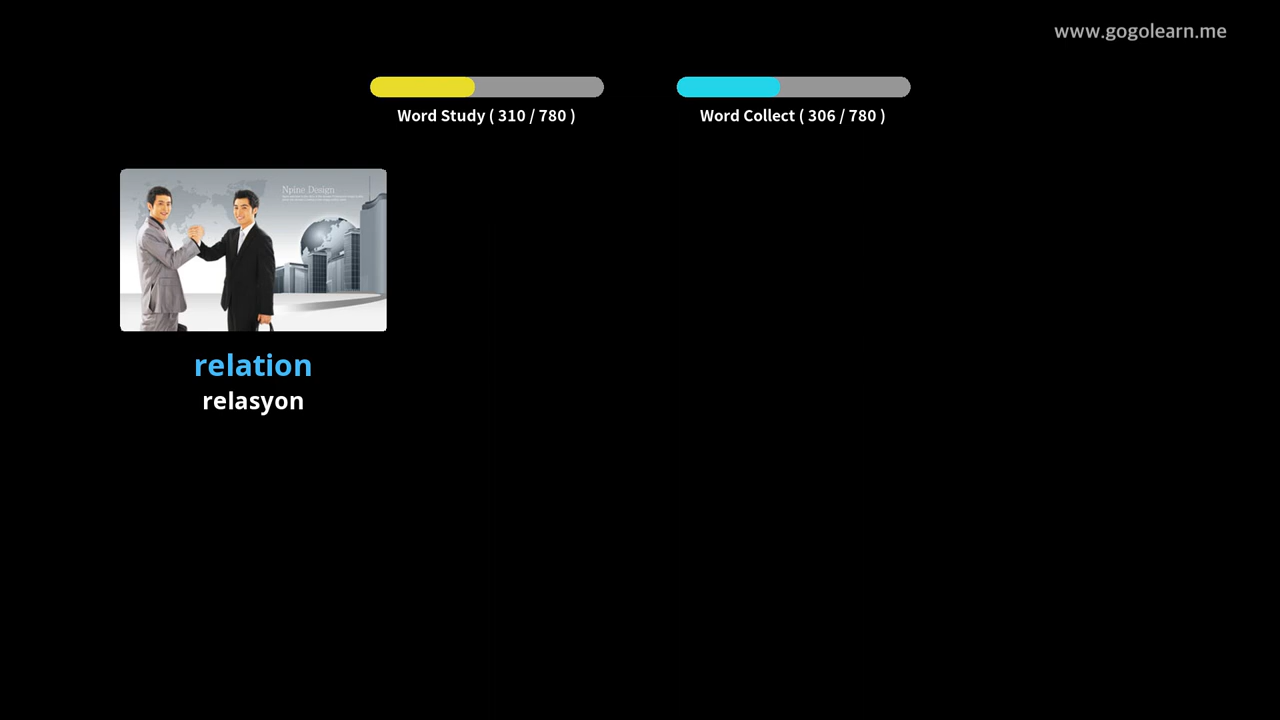 www.gogolearn.me
Word Study ( 310 / 780 )
Word Collect ( 306 / 780 )
Npine Design
relation
relasyon